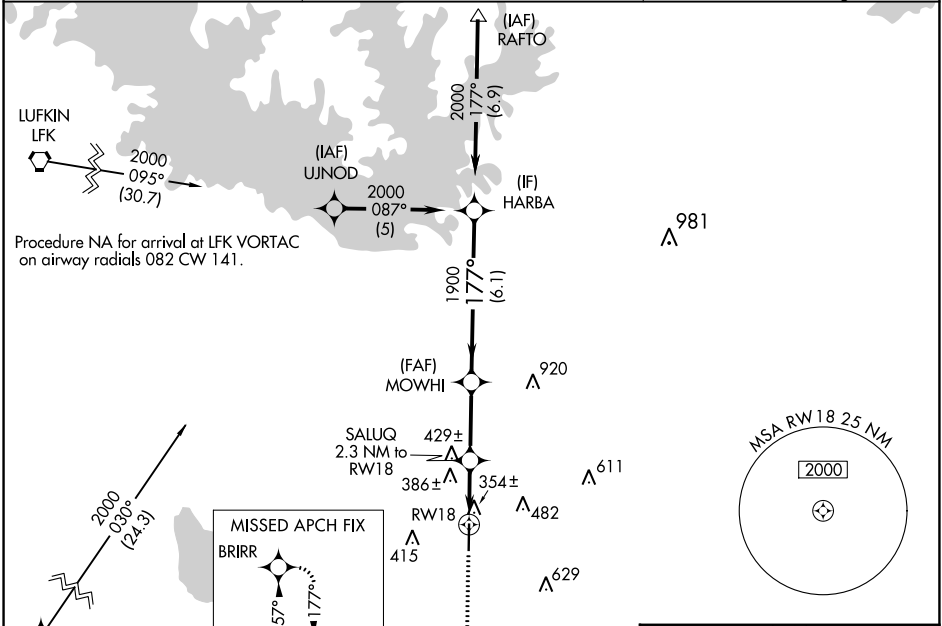 (IAF)
RAFTO
2000
177°
(6.9)
LUFKIN
LFK
2000
095°
(30.7)
(IAF)
UJNOD
2000
087°
(5)
(IF)
HARBA
981
Procedure NA for arrival at LFK VORTAC
on airway radials 082 CW 141.
1900
177°
(6.1)
(FAF)
MOWHI
920
SALUQ
2.3 NM to
RW18
429±
386±
354±
611
482
RW18
415
629
MSA RW18 25 NM
2000
2000
030°
(24.3)
MISSED APCH FIX
BRIRR
177°